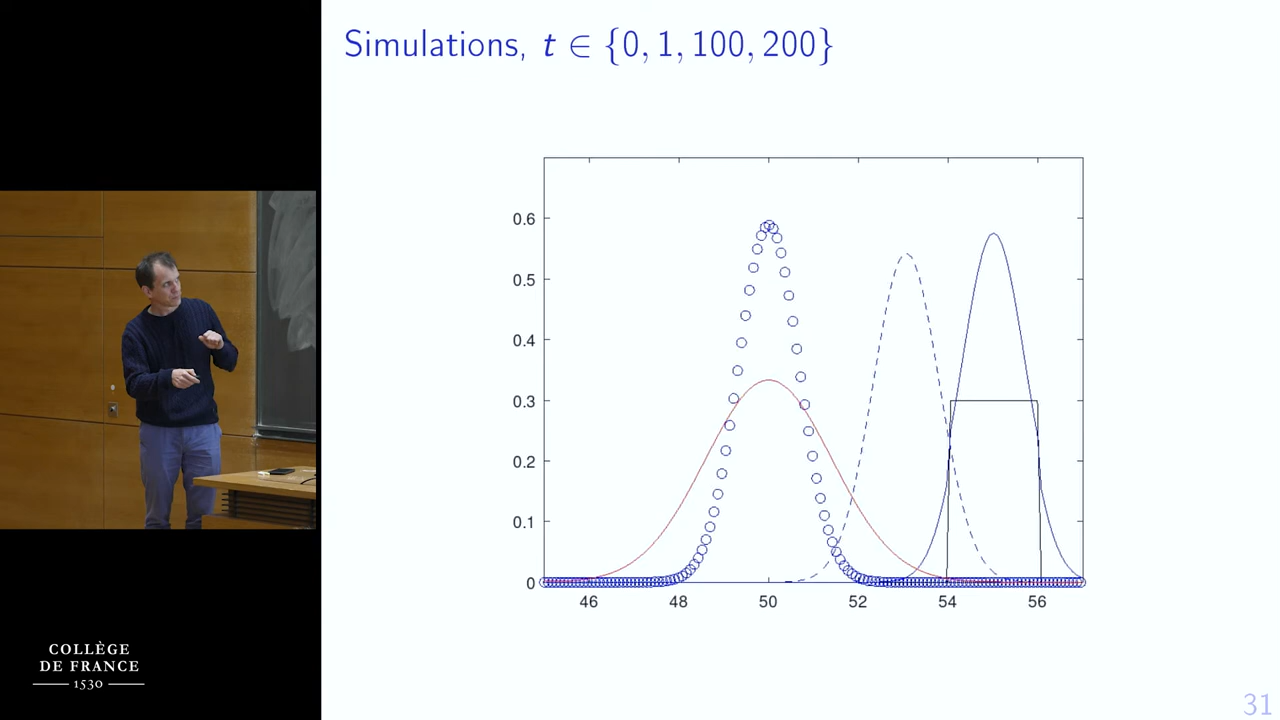 Simulations, t ∈ {0, 1, 100, 200}
0.6
0.5
0.4
0.3
0.2
0.1
0
46 48 50 52 54 56
COLLÈGE
DE FRANCE
1530
31